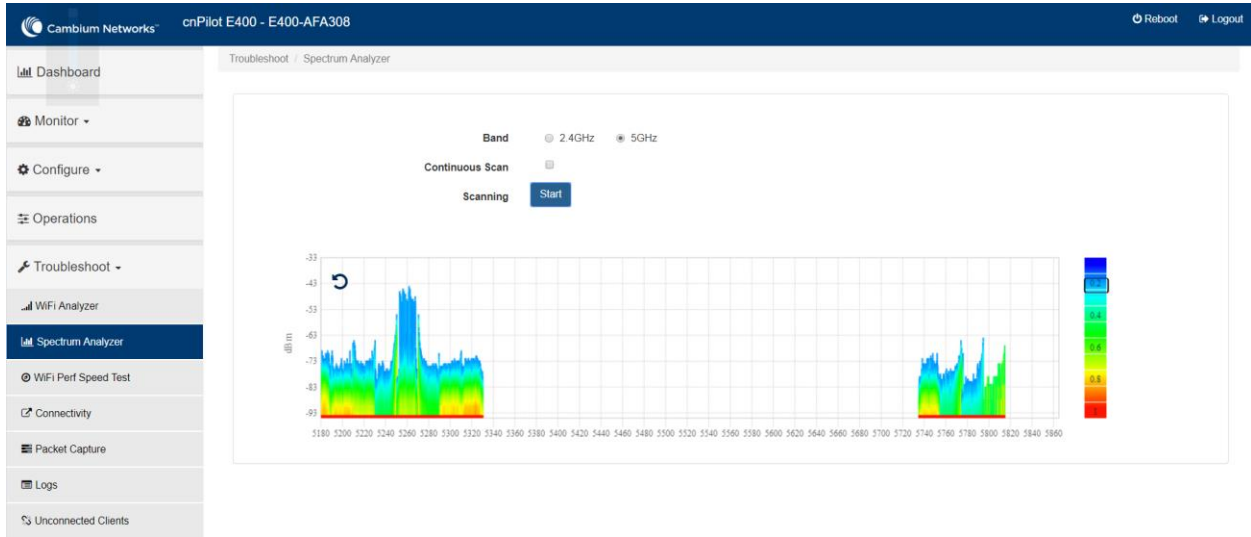 Cambium Networks™ cnPilot E400 - E400-AFA308 Reboot Logout
Dashboard
Monitor
Configure
Operations
Troubleshoot
WiFi Analyzer
Spectrum Analyzer
WiFi Perf Speed Test
Connectivity
Packet Capture
Logs
Unconnected Clients
Troubleshoot / Spectrum Analyzer
Band 2.4GHz 5GHz
Continuous Scan
Scanning Start
-33
-43
-53
-63
-73
-83
-93
dBm
5180 5200 5220 5240 5260 5280 5300 5320 5340 5360 5380 5400 5420 5440 5460 5480 5500 5520 5540 5560 5580 5600 5620 5640 5660 5680 5700 5720 5740 5760 5780 5800 5820 5840 5860
0.2
0.4
0.6
0.8
1